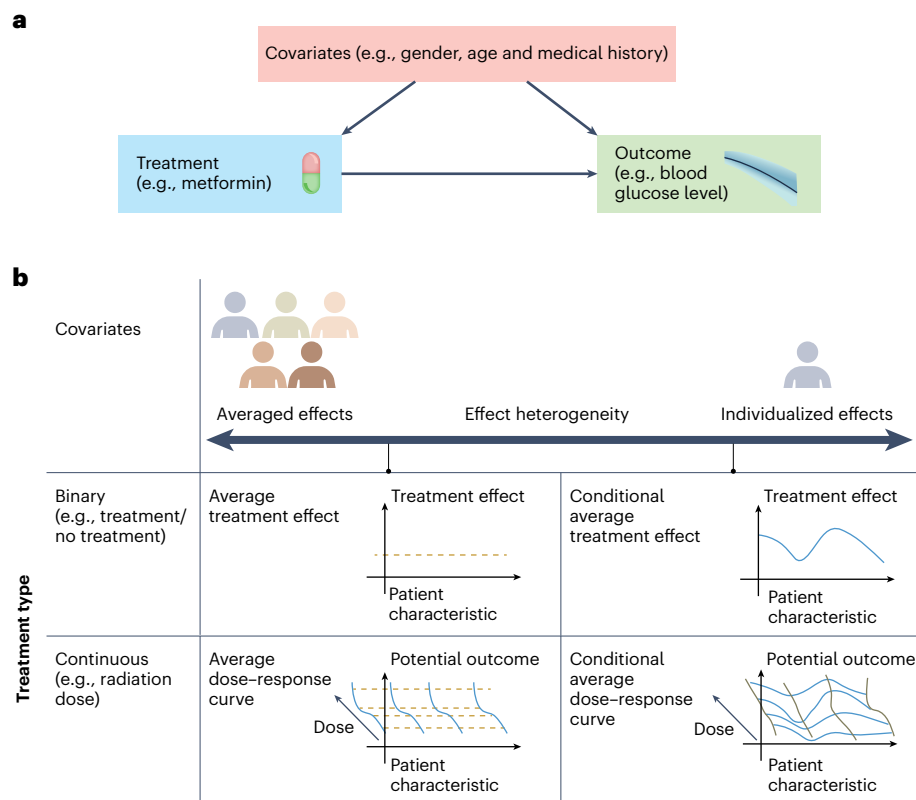 a
Covariates (e.g., gender, age and medical history)
Treatment
(e.g., metformin)
Outcome
(e.g., blood
glucose level)
b
Covariates
Averaged effects
Effect heterogeneity
Individualized effects
Treatment type
Binary
(e.g., treatment/
no treatment)
Average
treatment effect
Treatment effect
Patient
characteristic
Conditional
average
treatment effect
Treatment effect
Patient
characteristic
Continuous
(e.g., radiation
dose)
Average
dose–response
curve
Potential outcome
Dose
Patient
characteristic
Conditional
average
dose–response
curve
Potential outcome
Dose
Patient
characteristic